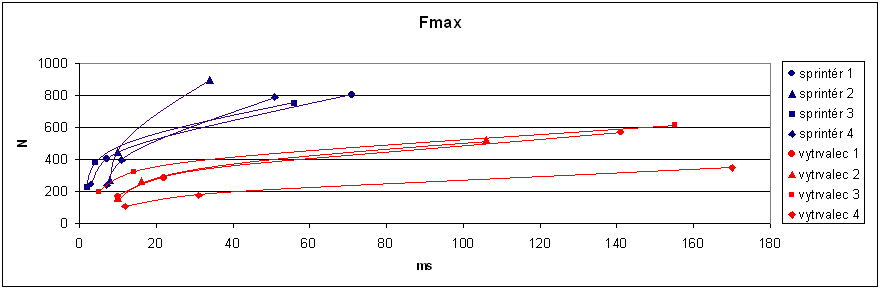 Fmax
1000
800
600
400
200
0
N
0 20 40 60 80 100 120 140 160 180
ms
sprintér 1
sprintér 2
sprintér 3
sprintér 4
vytrvalec 1
vytrvalec 2
vytrvalec 3
vytrvalec 4